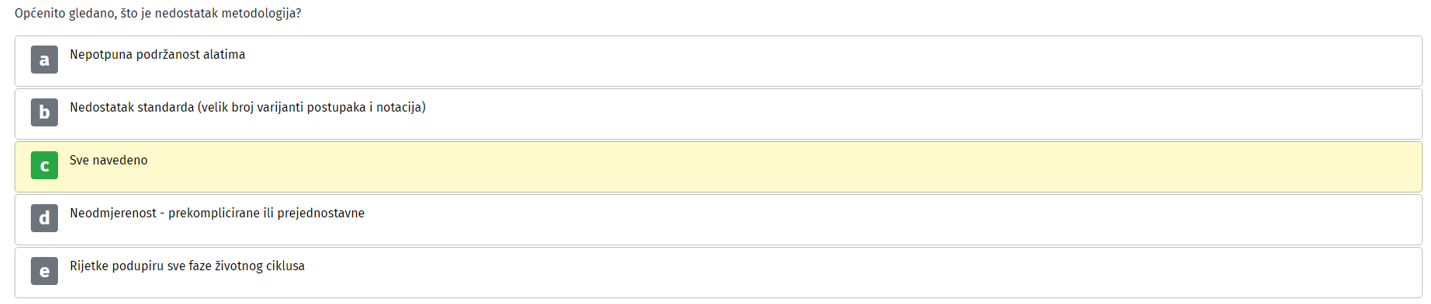 Općenito gledano, što je nedostatak metodologija?
a Nepotpuna podržanost alatima
b Nedostatak standarda (velik broj varijanti postupaka i notacija)
c Sve navedeno
d Neodmjerenost - prekomplicirane ili prejednostavne
e Rijetke podupiru sve faze životnog ciklusa